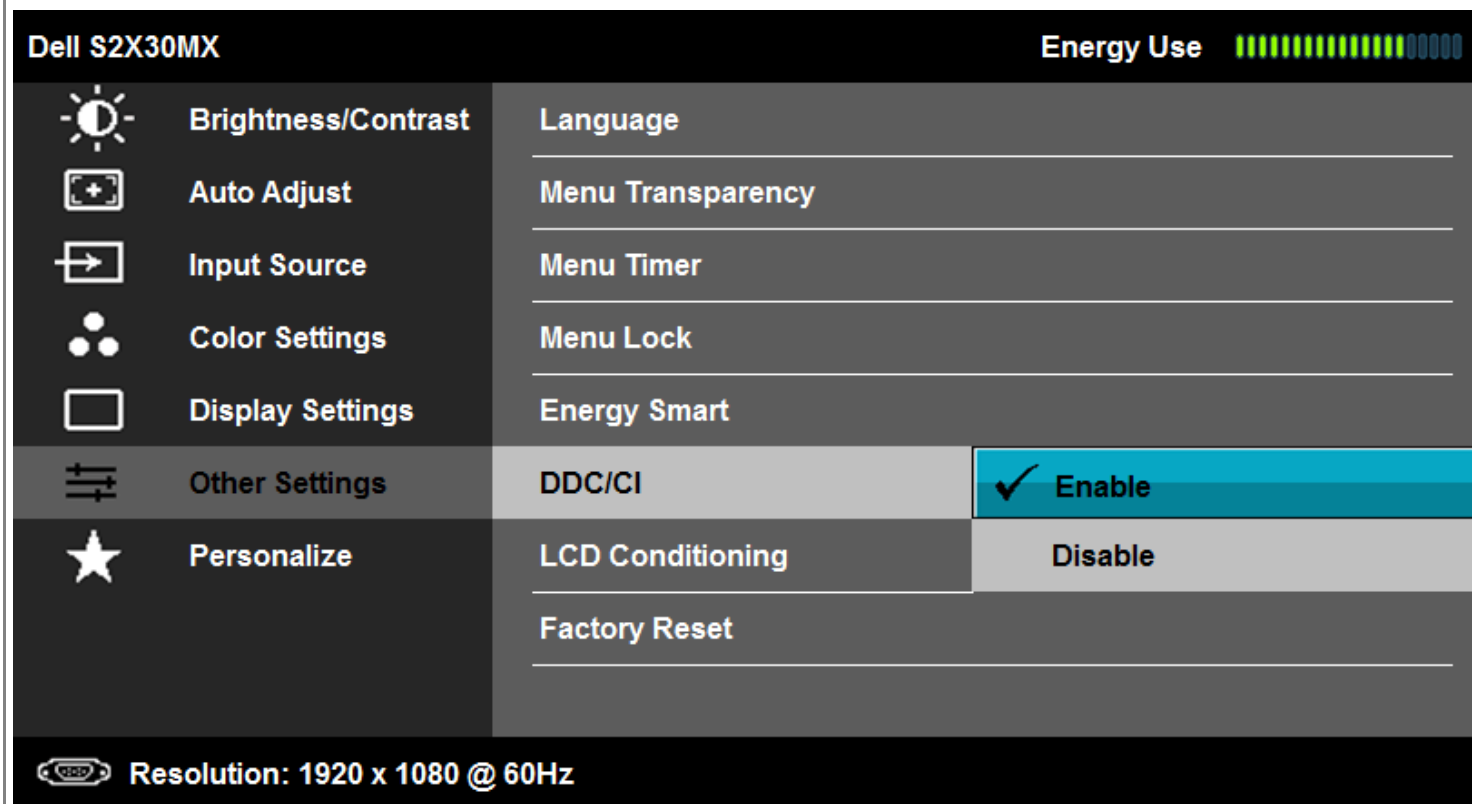 Dell S2X30MX Energy Use
Brightness/Contrast Language
Auto Adjust Menu Transparency
Input Source Menu Timer
Color Settings Menu Lock
Display Settings Energy Smart
Other Settings DDC/CI Enable
Personalize LCD Conditioning Disable
Factory Reset
Resolution: 1920 x 1080 @ 60Hz